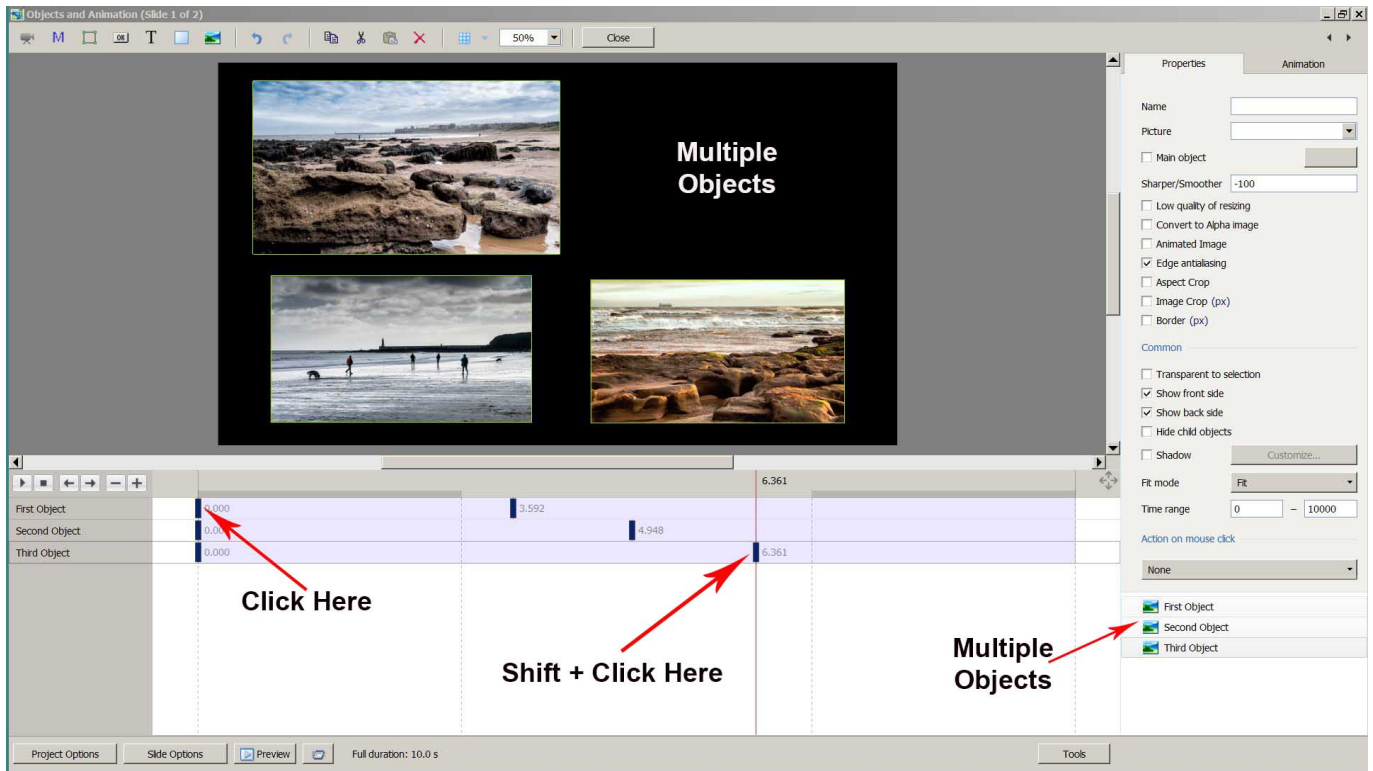 Objects and Animation (Slide 1 of 2)
M OK T 50% Close
Properties Animation
Name
Picture
Main object
Sharper/Smoother -100
Low quality of resizing
Convert to Alpha image
Animated Image
Edge antialiasing
Aspect Crop
Image Crop (px)
Border (px)
Common
Transparent to selection
Show front side
Show back side
Hide child objects
Shadow Customize...
Fit mode Fit
Time range 0 – 10000
Action on mouse click
None
First Object
Second Object
Third Object
Multiple
Objects
6.361
First Object 0.000 3.592
Second Object 0.000 4.948
Third Object 0.000 6.361
Click Here
Shift + Click Here
Multiple
Objects
Project Options Slide Options Preview Full duration: 10.0 s Tools